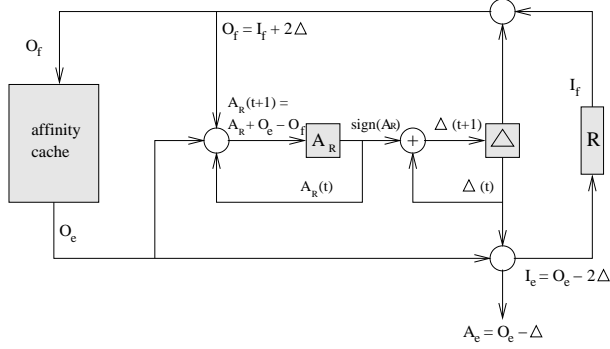 O_f
O_f = I_f + 2△
I_f
affinity
cache
A_R(t+1) =
A_R + O_e − O_f
A_R
sign(A_R)
+
△(t+1)
△
R
A_R(t)
△(t)
O_e
I_e = O_e − 2△
A_e = O_e − △